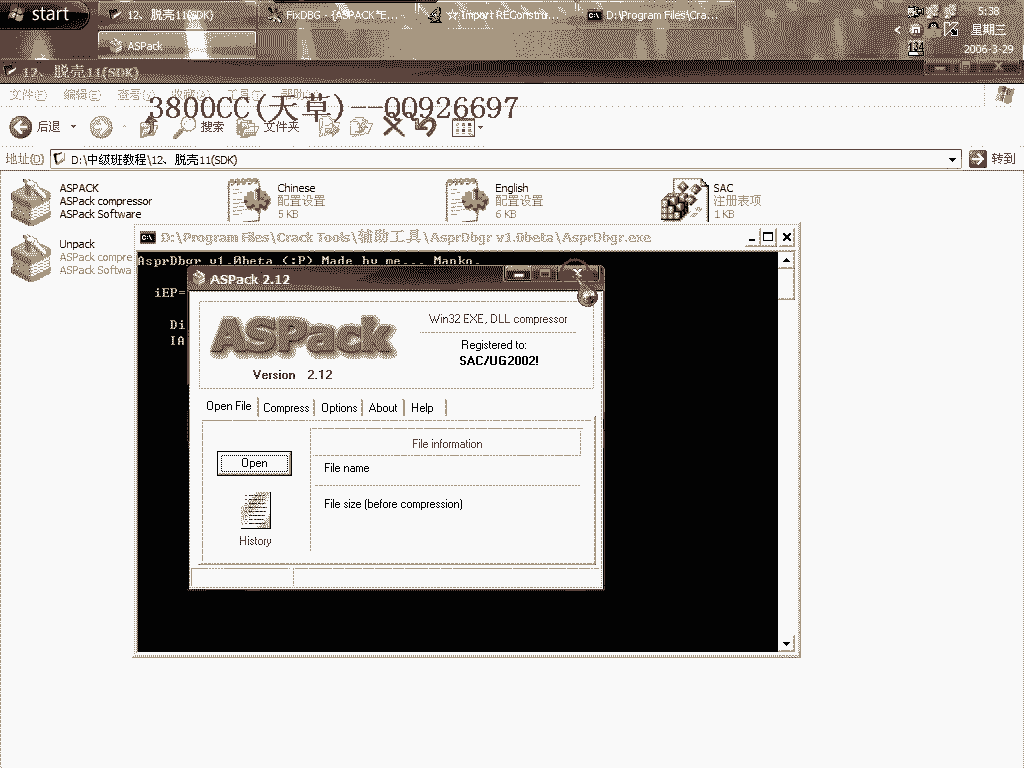 start
12、脱壳11(SDK)
FixDBG - {ASPACK*E...
☆ Import REConstru...
D:\Program Files\Cra...
5:38
ASPack
星期三
184
2006-3-29
12、脱壳11(SDK)
文件(F) 编辑(E) 查看(V) 收藏(A) 工具(T) 帮助(H)
3800CC(天草)--QQ926697
后退 搜索 文件夹
地址(D) D:\中级班教程\12、脱壳11(SDK) 转到
ASPACK
ASPack compressor
ASPack Software
Chinese
配置设置
5 KB
English
配置设置
6 KB
SAC
注册表项
1 KB
Unpack
ASPack compre
ASPack Softwa
D:\Program Files\Crack Tools\辅助工具\AsprDbgr v1.0beta\AsprDbgr.exe
AsprDbgr v1.0beta (:P) Made by me... Manko.
iEP=
Di
IA
ASPack 2.12
ASPack
Version 2.12
Win32 EXE, DLL compressor
Registered to:
SAC/UG2002!
Open File Compress Options About Help
Open
History
File information
File name
File size (before compression)